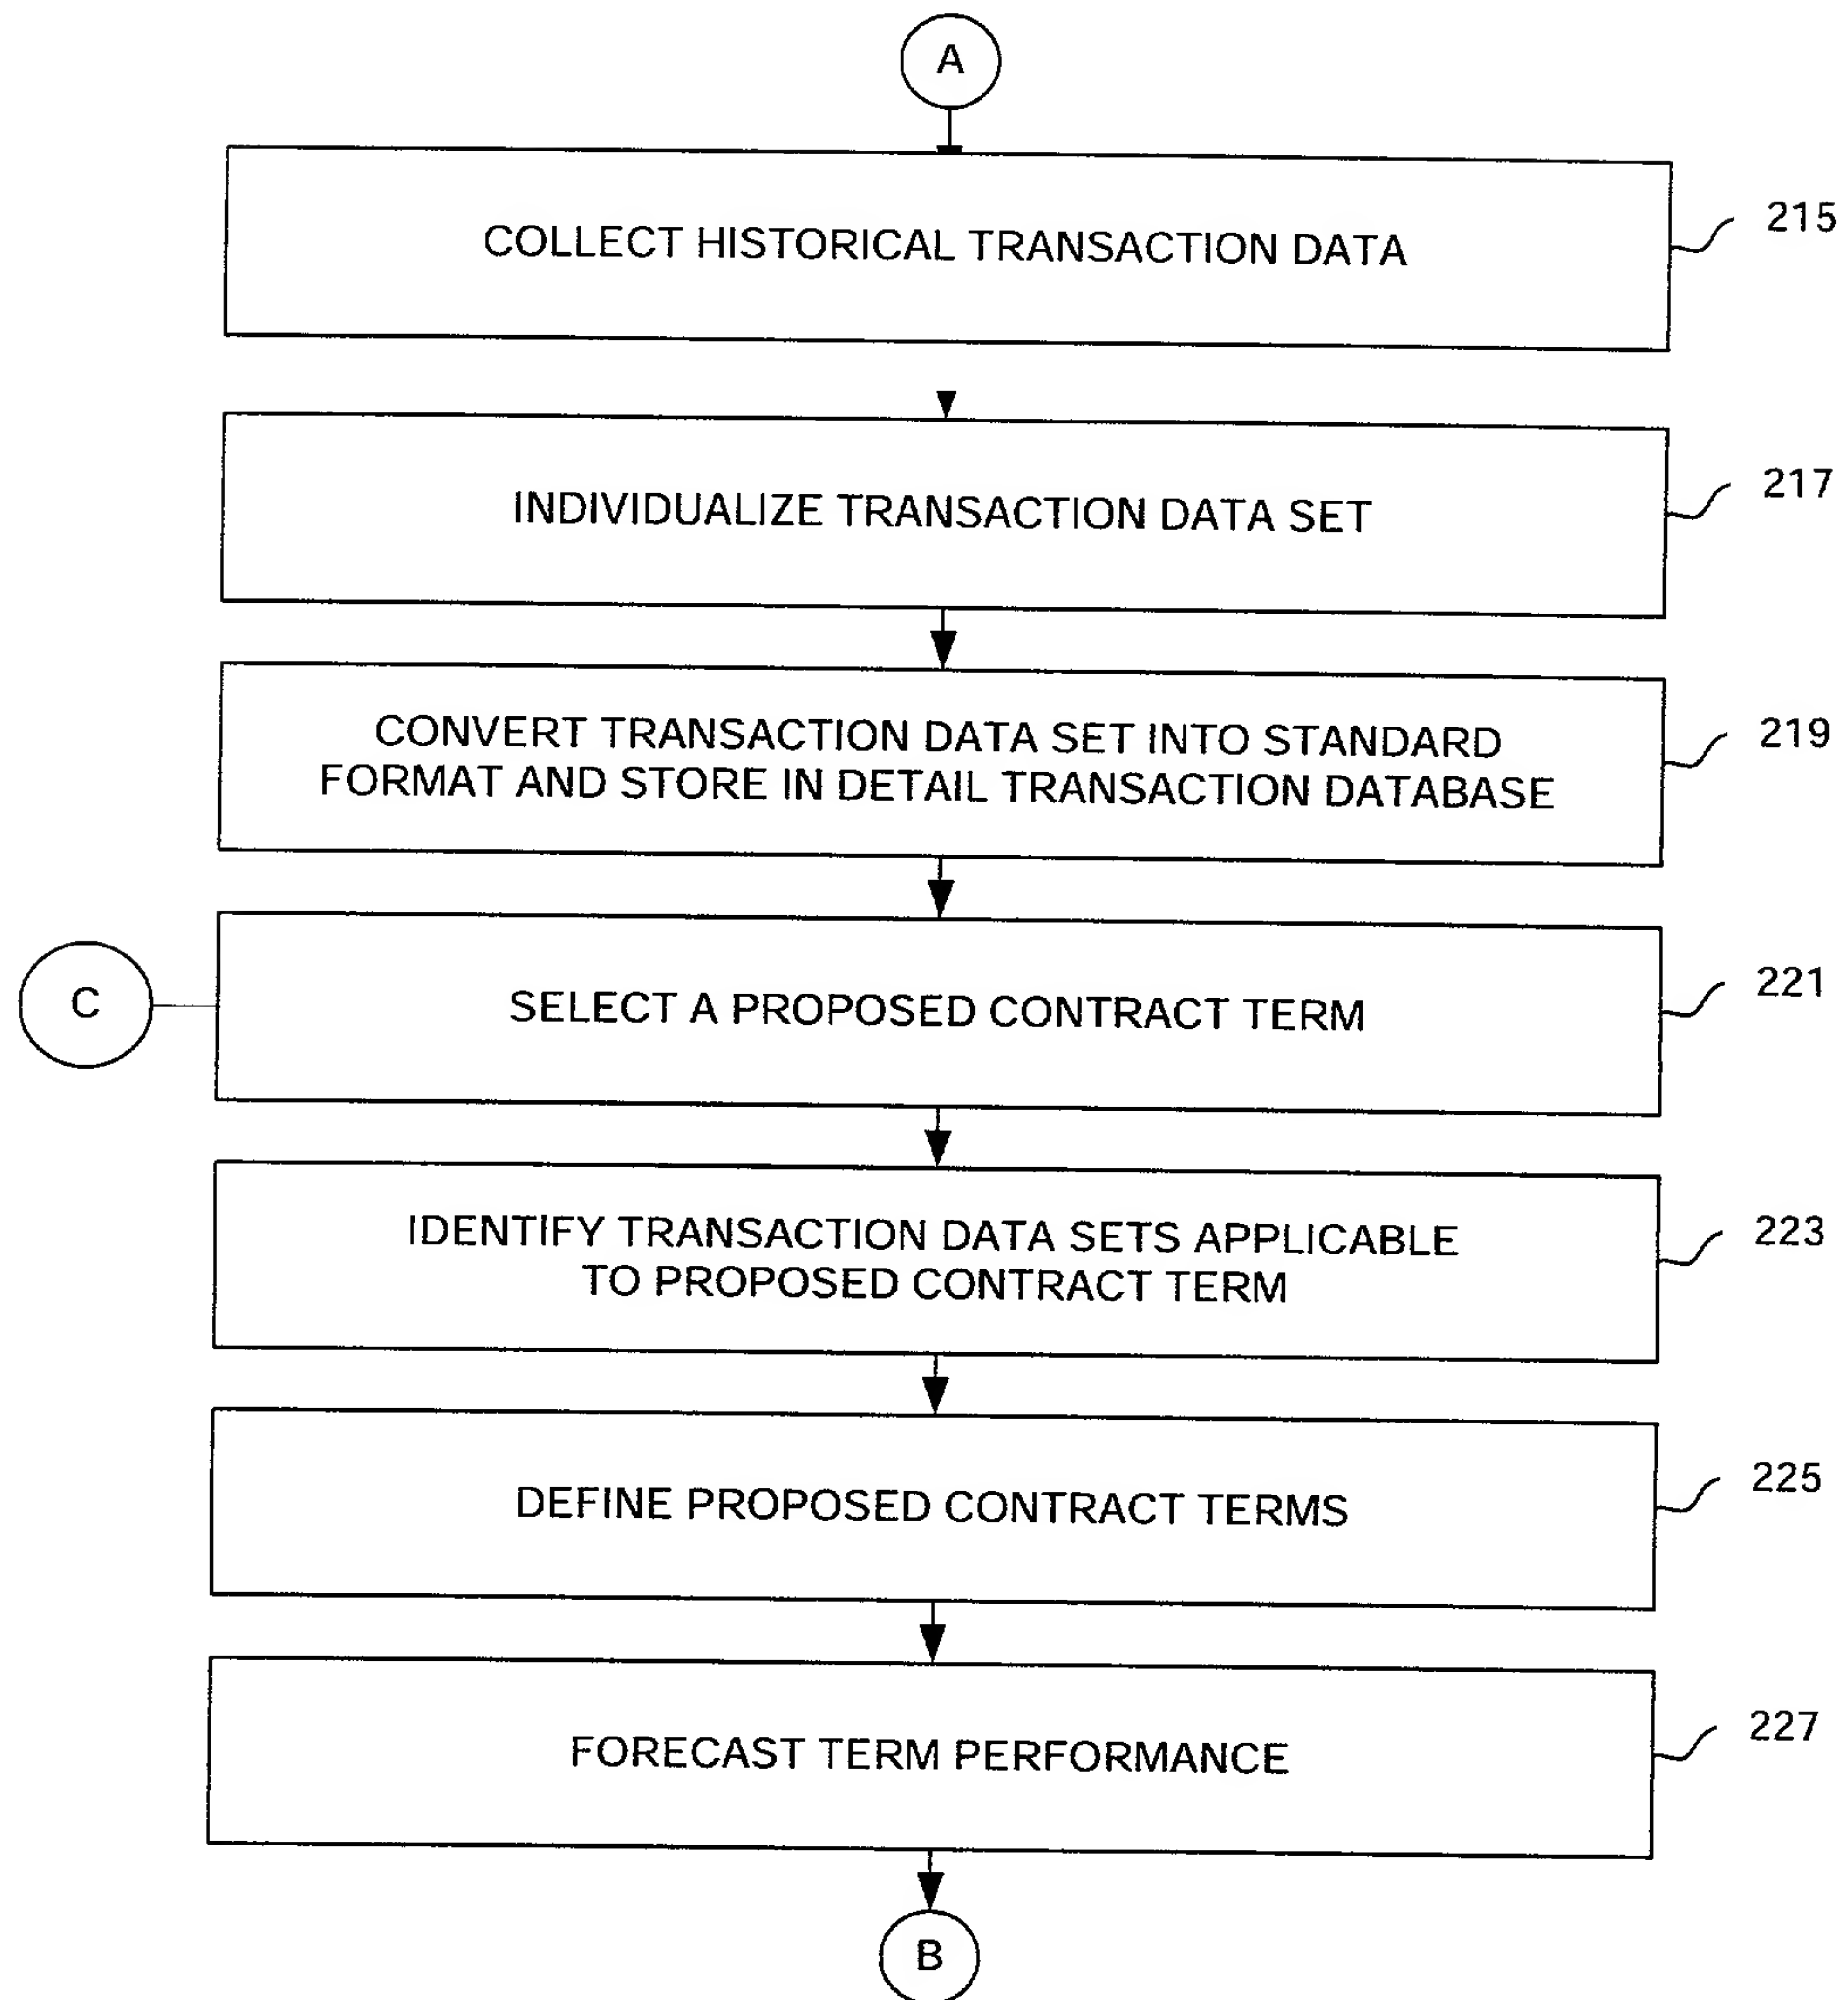 A
COLLECT HISTORICAL TRANSACTION DATA
215
INDIVIDUALIZE TRANSACTION DATA SET
217
CONVERT TRANSACTION DATA SET INTO STANDARD
FORMAT AND STORE IN DETAIL TRANSACTION DATABASE
219
C
SELECT A PROPOSED CONTRACT TERM
221
IDENTIFY TRANSACTION DATA SETS APPLICABLE
TO PROPOSED CONTRACT TERM
223
DEFINE PROPOSED CONTRACT TERMS
225
FORECAST TERM PERFORMANCE
227
B